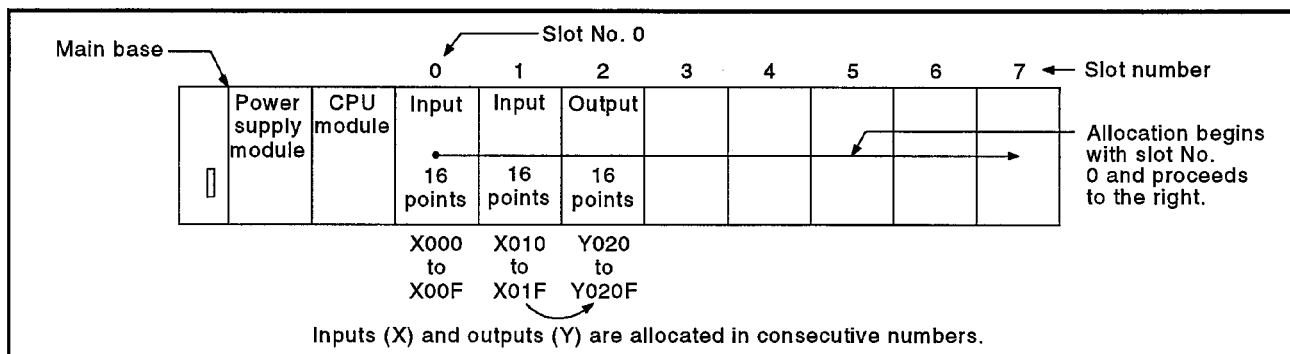 Slot No. 0
Main base
0 1 2 3 4 5 6 7 Slot number
Power supply module
CPU module
Input
Input
Output
16 points
16 points
16 points
Allocation begins
with slot No.
0 and proceeds
to the right.
X000 to X00F
X010 to X01F
Y020 to Y020F
Inputs (X) and outputs (Y) are allocated in consecutive numbers.